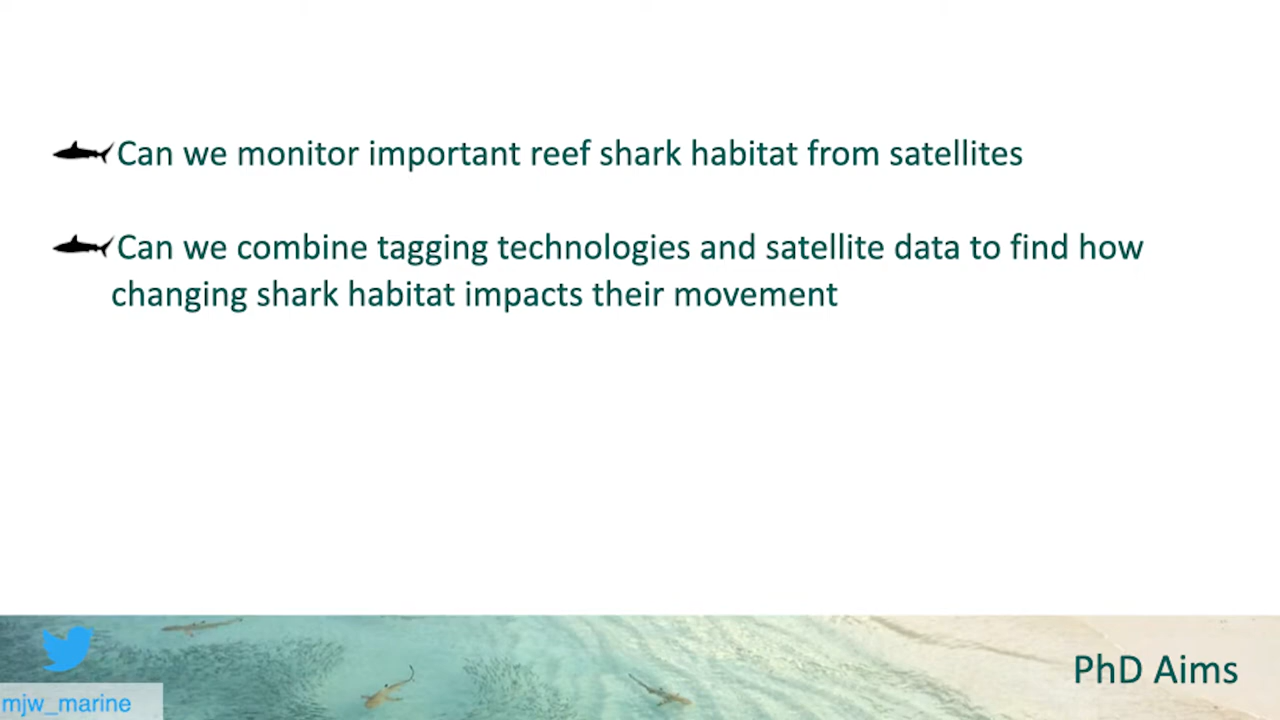 Can we monitor important reef shark habitat from satellites
Can we combine tagging technologies and satellite data to find how
changing shark habitat impacts their movement
PhD Aims
mjw_marine